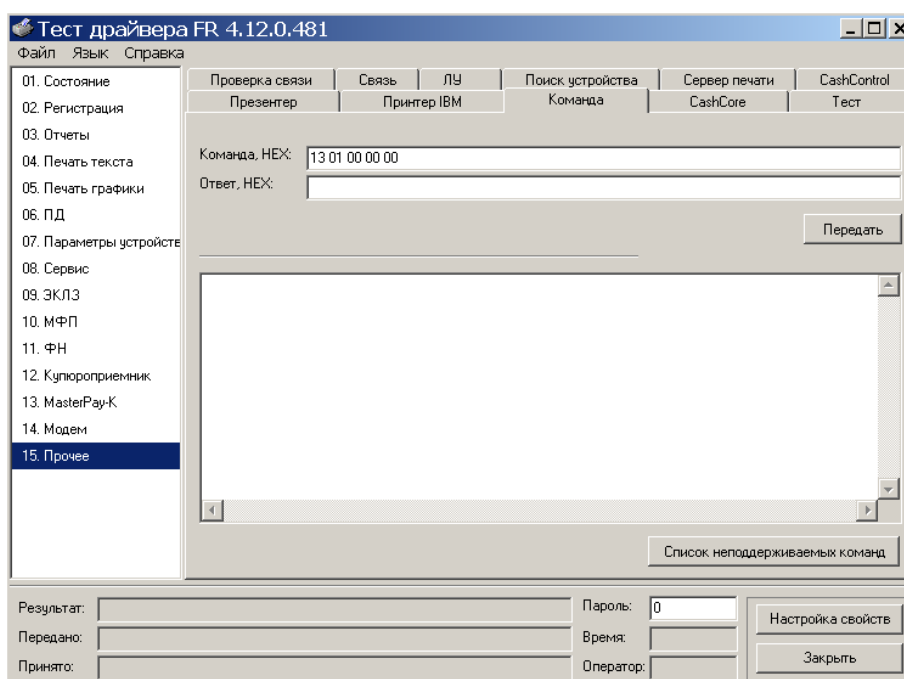 Тест драйвера FR 4.12.0.481
Файл Язык Справка
01. Состояние
02. Регистрация
03. Отчеты
04. Печать текста
05. Печать графики
06. ПД
07. Параметры устройств
08. Сервис
09. ЭКЛЗ
10. МФП
11. ФН
12. Купюроприемник
13. MasterPay-K
14. Модем
15. Прочее
Проверка связи Связь ЛУ Поиск устройства Сервер печати CashControl
Презентер Принтер IBM Команда CashCore Тест
Команда, HEX: 13 01 00 00 00
Ответ, HEX:
Передать
Список неподдерживаемых команд
Результат: Пароль: 0 Настройка свойств
Передано: Время:
Принято: Оператор: Закрыть